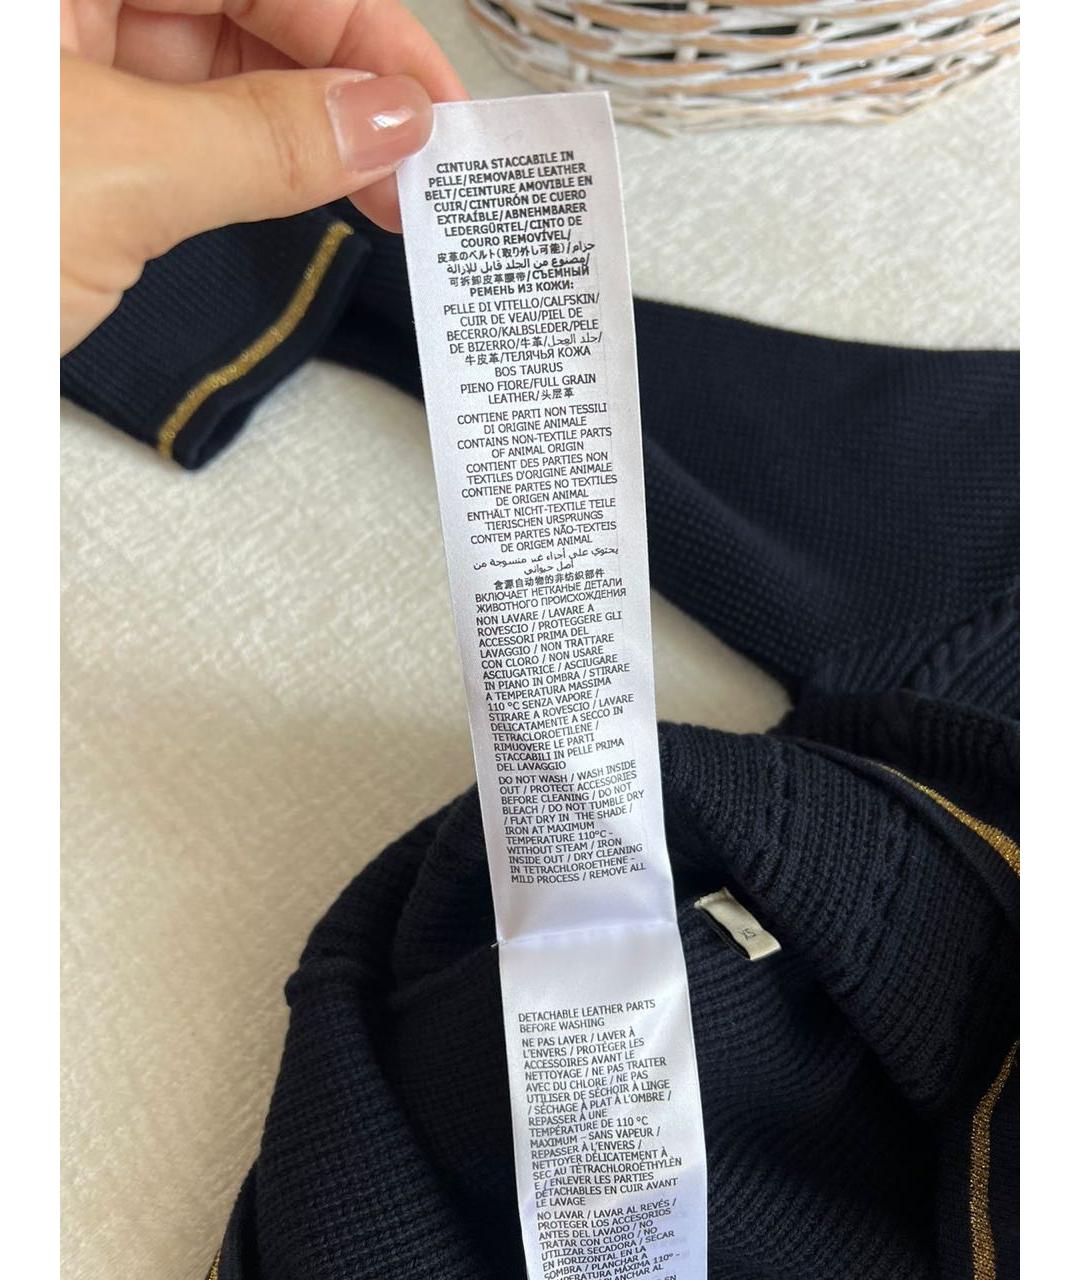 CINTURA STACCABILE IN
PELLE/REMOVABLE LEATHER
BELT/CEINTURE AMOVIBLE EN
CUIR/CINTURÓN DE CUERO
EXTRAÍBLE/ABNEHMBARER
LEDERGÜRTEL/CINTO DE
COURO REMOVÍVEL/
皮革のベルト(取り外し可能)/حزام
مصنوع من الجلد قابل للإزالة/
可拆卸皮革腰带/СЪЕМНЫЙ
РЕМЕНЬ ИЗ КОЖИ:
PELLE DI VITELLO/CALFSKIN/
CUIR DE VEAU/PIEL DE
BECERRO/KALBSLEDER/PELE
DE BIZERRO/牛革/جلد العجل/
牛皮革/ТЕЛЯЧЬЯ КОЖА
BOS TAURUS
PIENO FIORE/FULL GRAIN
LEATHER/头层革
CONTIENE PARTI NON TESSILI
DI ORIGINE ANIMALE
CONTAINS NON-TEXTILE PARTS
OF ANIMAL ORIGIN
CONTIENT DES PARTIES NON
TEXTILES D'ORIGINE ANIMALE
CONTIENE PARTES NO TEXTILES
DE ORIGEN ANIMAL
ENTHÄLT NICHT-TEXTILE TEILE
TIERISCHEN URSPRUNGS
CONTEM PARTES NÃO-TEXTEIS
DE ORIGEM ANIMAL
يحتوي على أجزاء غير منسوجة من
أصل حيواني
含源自动物的非纺织部件
ВКЛЮЧАЕТ НЕТКАНЫЕ ДЕТАЛИ
ЖИВОТНОГО ПРОИСХОЖДЕНИЯ
NON LAVARE / LAVARE A
ROVESCIO / PROTEGGERE GLI
ACCESSORI PRIMA DEL
LAVAGGIO / NON TRATTARE
CON CLORO / NON USARE
ASCIUGATRICE / ASCIUGARE
IN PIANO IN OMBRA / STIRARE
A TEMPERATURA MASSIMA
110 °C SENZA VAPORE /
STIRARE A ROVESCIO / LAVARE
DELICATAMENTE A SECCO IN
TETRACLOROETILENE /
RIMUOVERE LE PARTI
STACCABILI IN PELLE PRIMA
DEL LAVAGGIO
DO NOT WASH / WASH INSIDE
OUT / PROTECT ACCESSORIES
BEFORE CLEANING / DO NOT
BLEACH / DO NOT TUMBLE DRY
/ FLAT DRY IN THE SHADE /
IRON AT MAXIMUM
TEMPERATURE 110°C -
WITHOUT STEAM / IRON
INSIDE OUT / DRY CLEANING
IN TETRACHLOROETHENE -
MILD PROCESS / REMOVE ALL
XS
DETACHABLE LEATHER PARTS
BEFORE WASHING
NE PAS LAVER / LAVER À
L'ENVERS / PROTÉGER LES
ACCESSOIRES AVANT LE
NETTOYAGE / NE PAS TRAITER
AVEC DU CHLORE / NE PAS
UTILISER DE SÉCHOIR À LINGE
/ SÉCHAGE À PLAT À L'OMBRE /
REPASSER À UNE
TEMPÉRATURE DE 110 °C
MAXIMUM - SANS VAPEUR /
REPASSER À L'ENVERS /
NETTOYER DÉLICATEMENT À
SEC AU TÉTRACHLOROÉTHYLÈN
E / ENLEVER LES PARTIES
DÉTACHABLES EN CUIR AVANT
LE LAVAGE
NO LAVAR / LAVAR AL REVÉS /
PROTEGER LOS ACCESORIOS
ANTES DEL LAVADO / NO
TRATAR CON CLORO / NO
UTILIZAR SECADORA / SECAR
EN HORIZONTAL EN LA
SOMBRA / PLANCHAR A
TEMPERATURA MÁXIMA 110° -
PLANCHAR AL